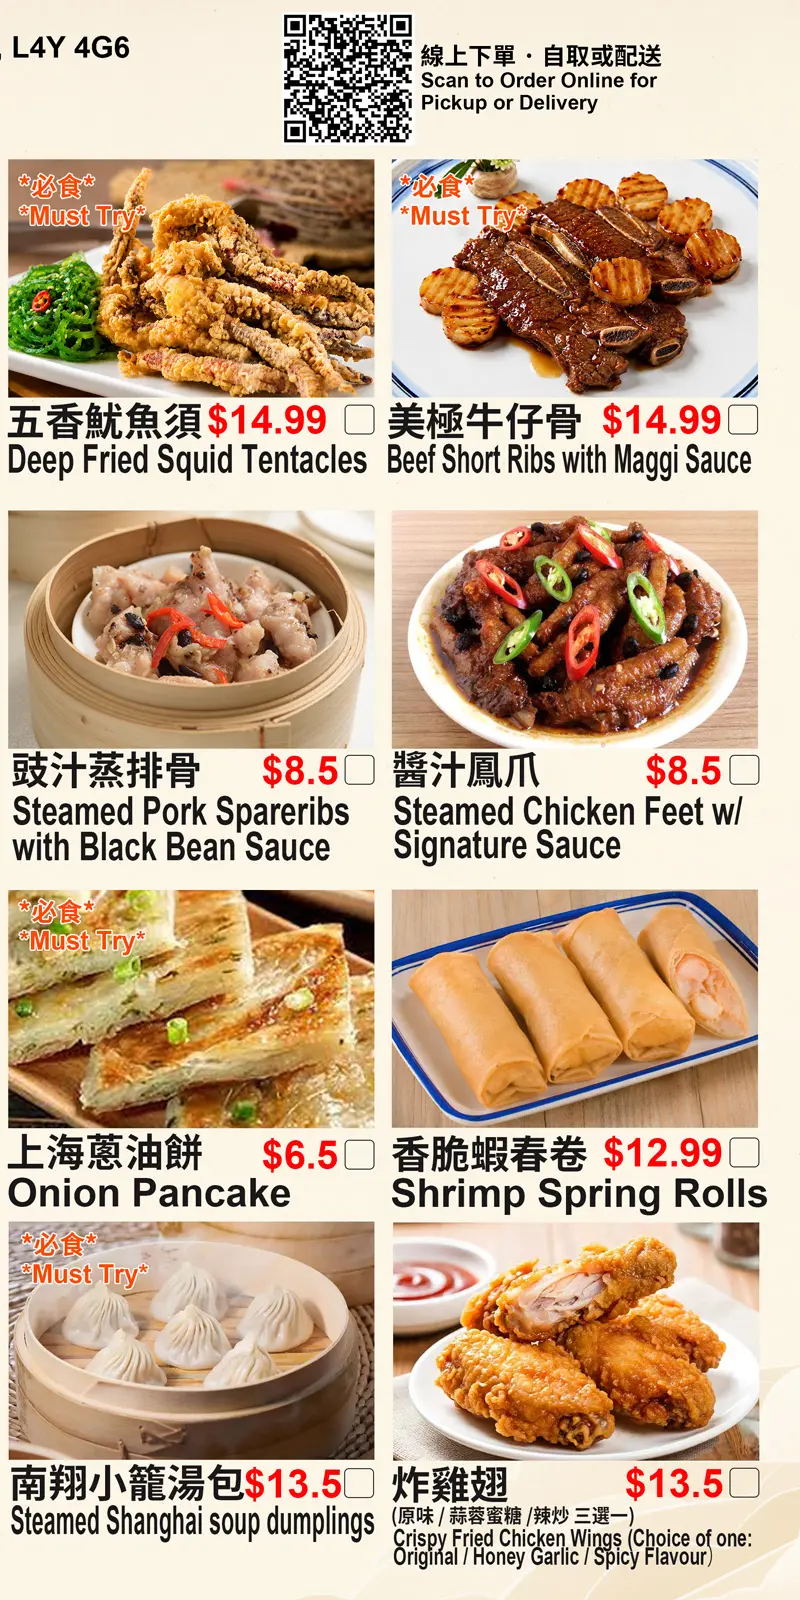 , L4Y 4G6
線上下單 · 自取或配送
Scan to Order Online for
Pickup or Delivery
*必食*
*Must Try*
*必食*
*Must Try*
五香魷魚須 $14.99
Deep Fried Squid Tentacles
美極牛仔骨 $14.99
Beef Short Ribs with Maggi Sauce
豉汁蒸排骨 $8.5
Steamed Pork Spareribs
with Black Bean Sauce
醬汁鳳爪 $8.5
Steamed Chicken Feet w/
Signature Sauce
*必食*
*Must Try*
上海蔥油餅 $6.5
Onion Pancake
香脆蝦春卷 $12.99
Shrimp Spring Rolls
*必食*
*Must Try*
南翔小籠湯包 $13.5
Steamed Shanghai soup dumplings
炸雞翅 $13.5
(原味 / 蒜蓉蜜糖 /辣炒 三選一)
Crispy Fried Chicken Wings (Choice of one:
Original / Honey Garlic / Spicy Flavour)